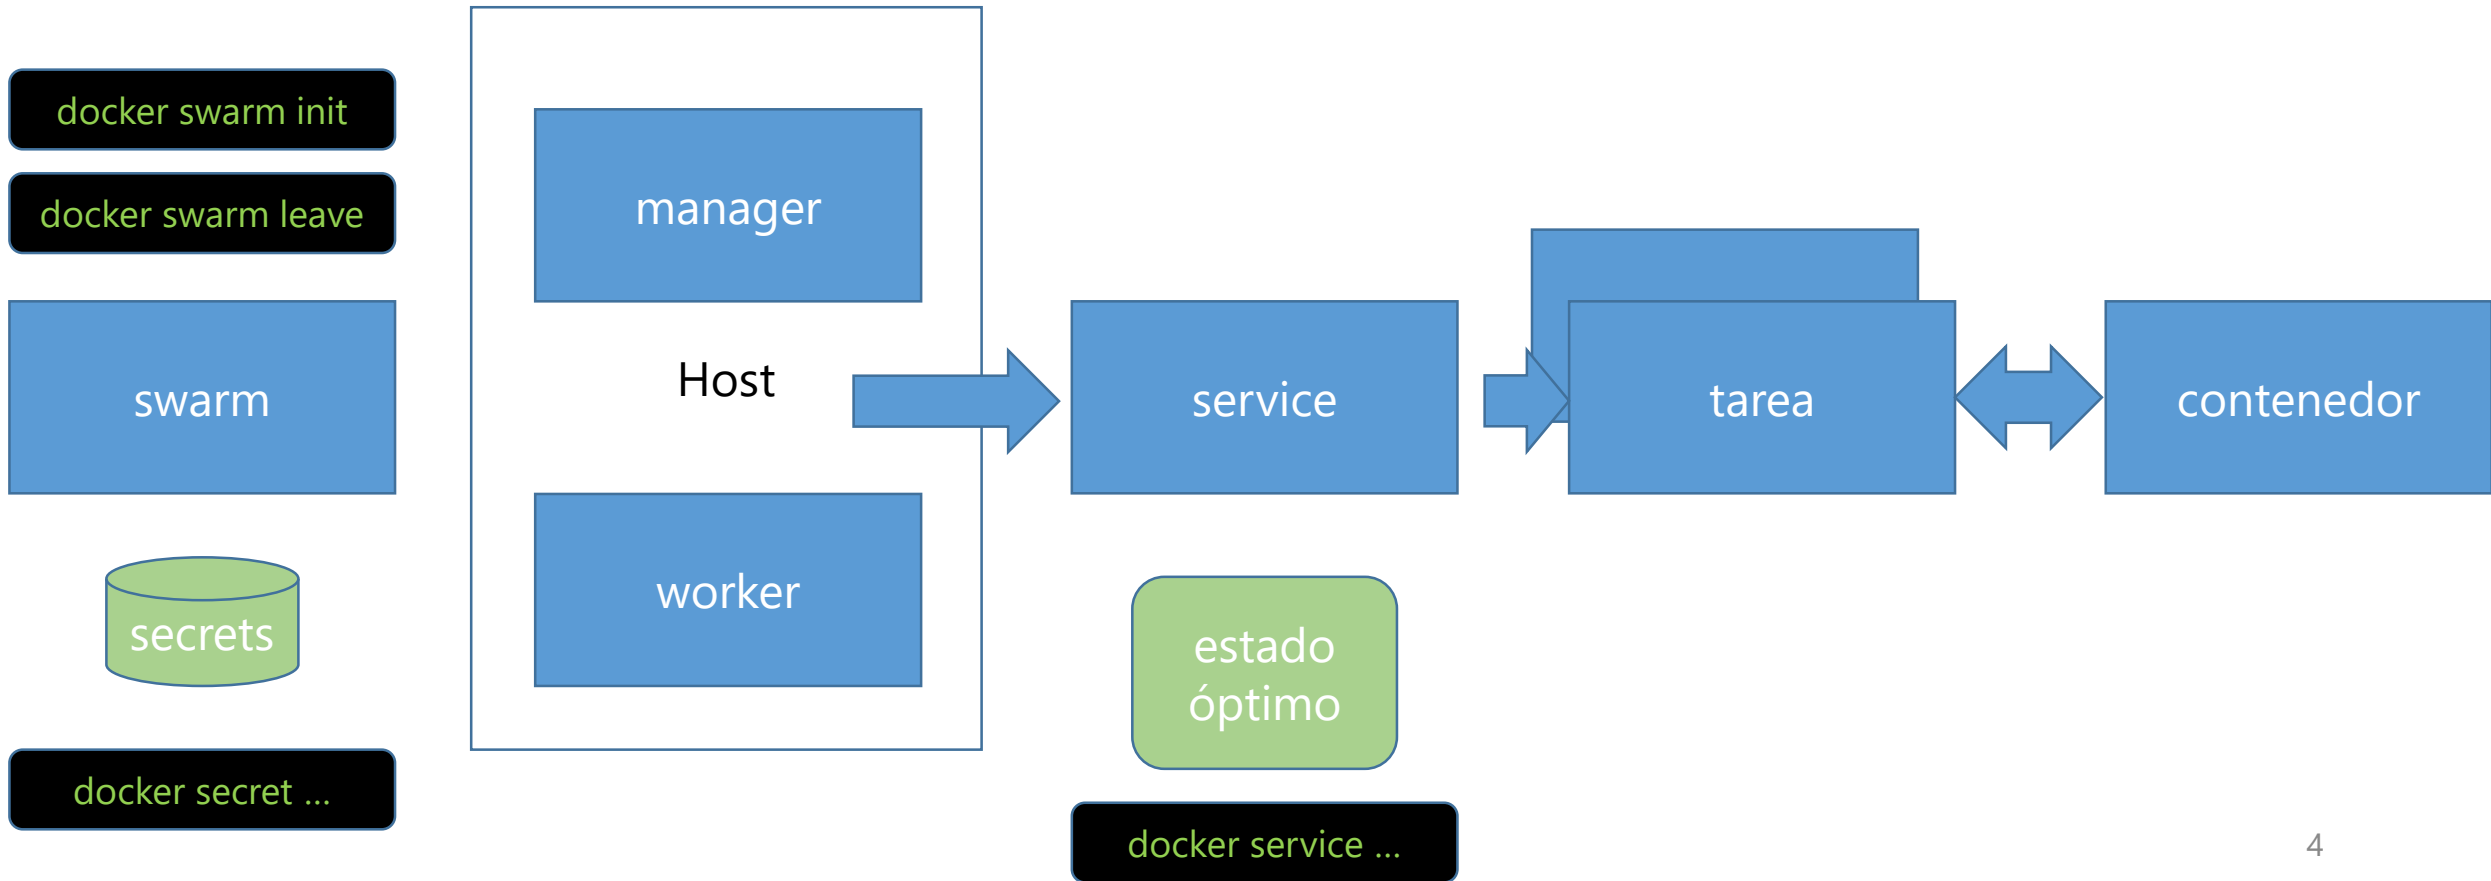 docker swarm init
docker swarm leave
swarm
secrets
docker secret ...
manager
Host
worker
service
estado
óptimo
docker service ...
tarea
contenedor
4